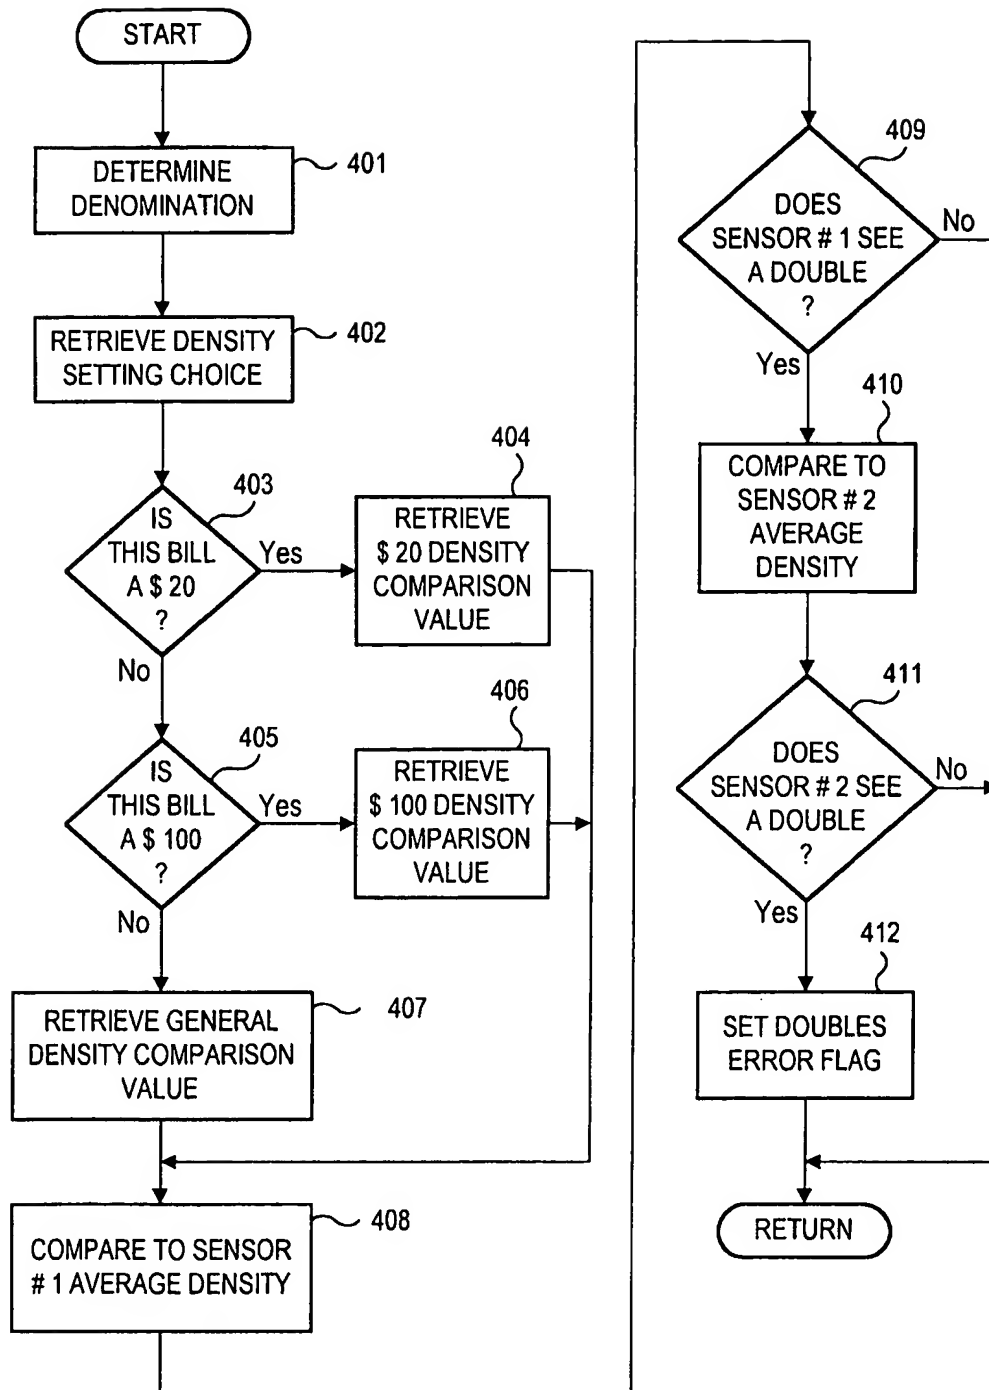 START
DETERMINE
DENOMINATION
401
RETRIEVE DENSITY
SETTING CHOICE
402
IS
THIS BILL
A $ 20
?
403
Yes
No
RETRIEVE
$ 20 DENSITY
COMPARISON
VALUE
404
IS
THIS BILL
A $ 100
?
405
Yes
No
RETRIEVE
$ 100 DENSITY
COMPARISON
VALUE
406
RETRIEVE GENERAL
DENSITY COMPARISON
VALUE
407
COMPARE TO SENSOR
# 1 AVERAGE DENSITY
408
DOES
SENSOR # 1 SEE
A DOUBLE
?
409
No
Yes
COMPARE TO
SENSOR # 2
AVERAGE
DENSITY
410
DOES
SENSOR # 2 SEE
A DOUBLE
?
411
No
Yes
SET DOUBLES
ERROR FLAG
412
RETURN